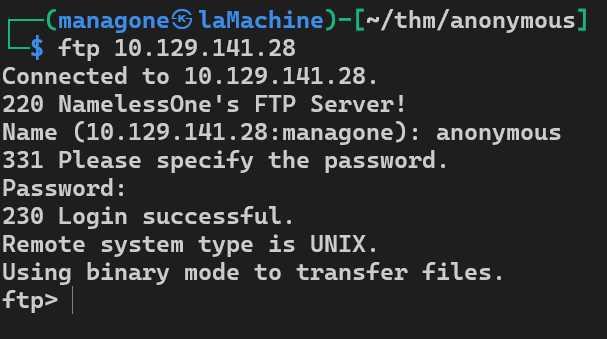 ┌──(managone㉿laMachine)-[~/thm/anonymous]
└─$ ftp 10.129.141.28
Connected to 10.129.141.28.
220 NamelessOne's FTP Server!
Name (10.129.141.28:managone): anonymous
331 Please specify the password.
Password:
230 Login successful.
Remote system type is UNIX.
Using binary mode to transfer files.
ftp>